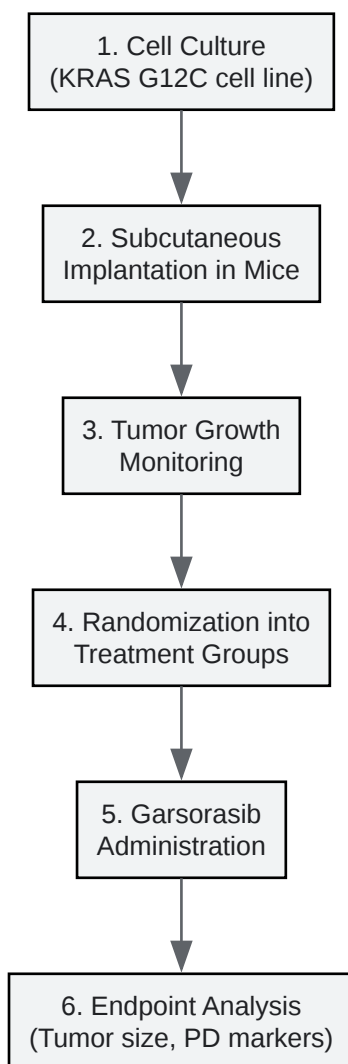 1. Cell Culture
(KRAS G12C cell line)
2. Subcutaneous
Implantation in Mice
3. Tumor Growth
Monitoring
4. Randomization into
Treatment Groups
5. Garsorasib
Administration
6. Endpoint Analysis
(Tumor size, PD markers)